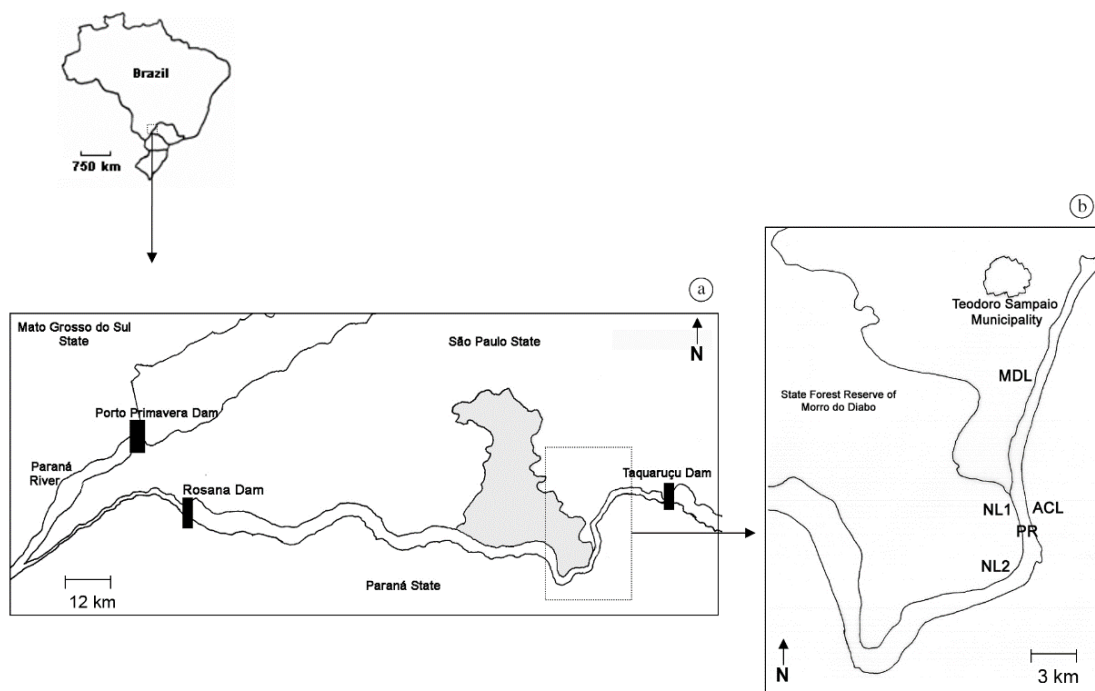 Brazil
750 km
a
Mato Grosso do Sul
State
São Paulo State
N
Porto Primavera Dam
Paraná
River
Rosana Dam
Taquaruçu Dam
Paraná State
12 km
b
Teodoro Sampaio
Municipality
MDL
State Forest Reserve of
Morro do Diabo
NL1
ACL
PR
NL2
N
3 km